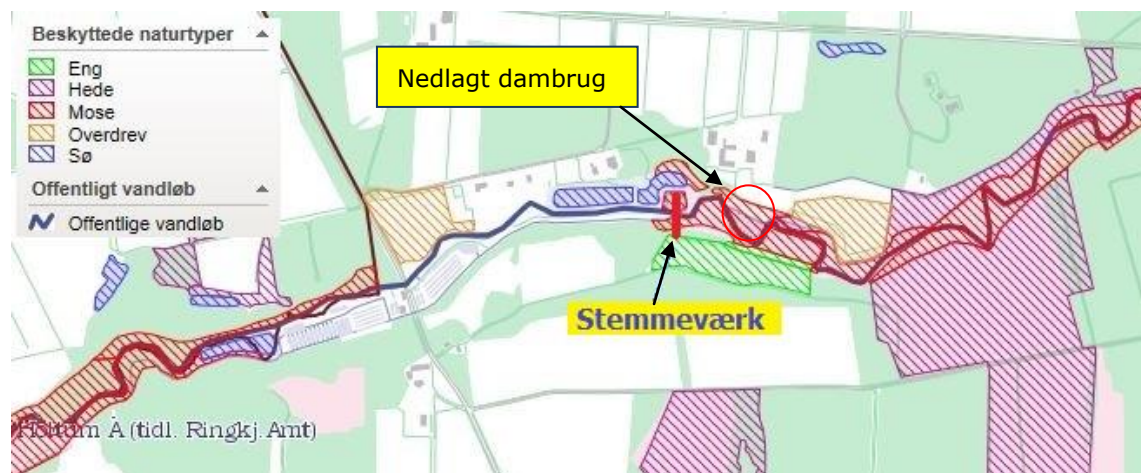 Beskyttede naturtyper
Eng
Hede
Mose
Overdrev
Sø
Offentligt vandløb
Offentlige vandløb
Nedlagt dambrug
Stemmeværk
Å (tidl. Ringkj. Amt)